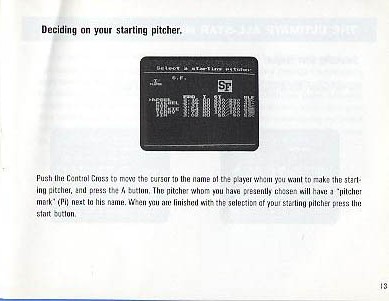 Deciding on your starting pitcher.
Select a starting pitcher
S.F.
Push the Control Cross to move the cursor to the name of the player whom you want to make the start-
ing pitcher, and press the A button. The pitcher whom you have presently chosen will have a "pitcher
mark" (Pi) next to his name. When you are finished with the selection of your starting pitcher press the
start button.
13